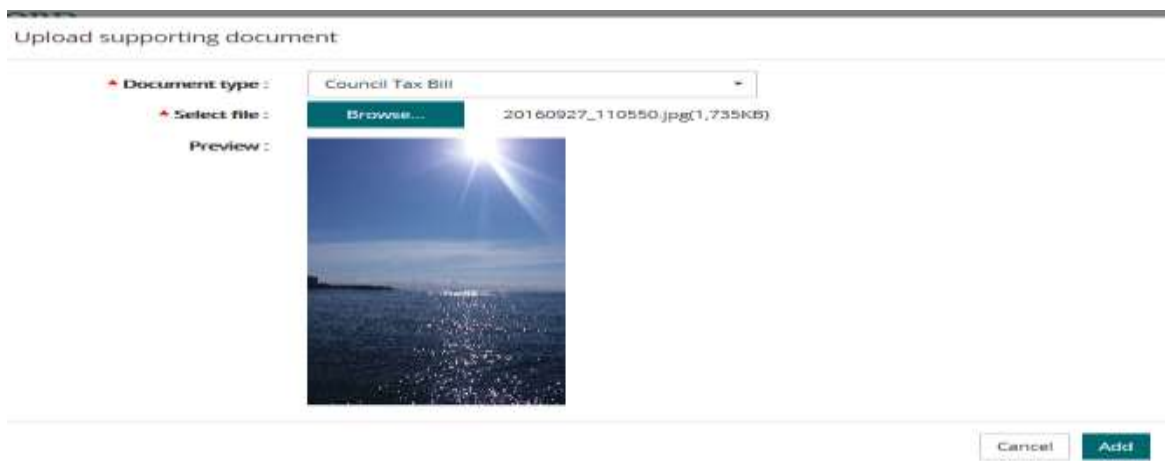 Upload supporting document
* Document type : Council Tax Bill
* Select file : Browse... 20160927_110550.jpg(1,735KB)
Preview :
Cancel Add